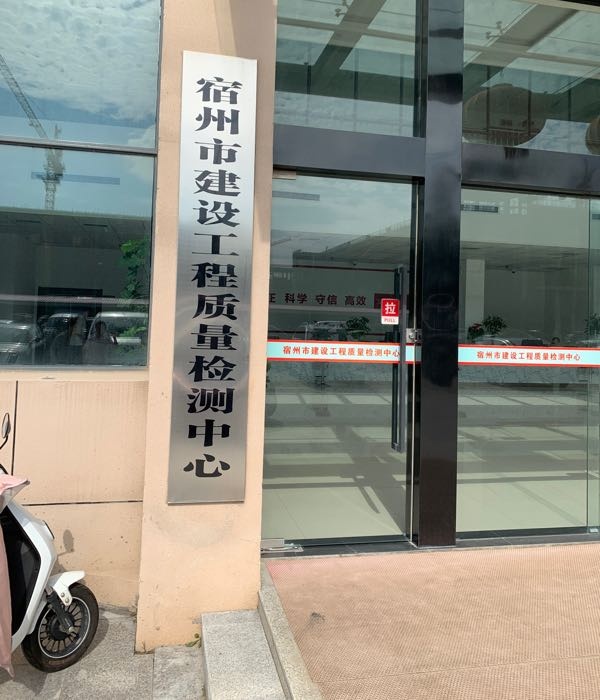 宿州市建设工程质量检测中心
正 科学 守信 高效
拉
PULL
宿州市建设工程质量检测中心
宿州市建设工程质量检测中心